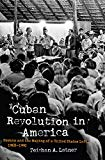 Cuban
Revolution in
America
Havana and the Making of a United States Left,
1968–1992
Teishan A. Latner